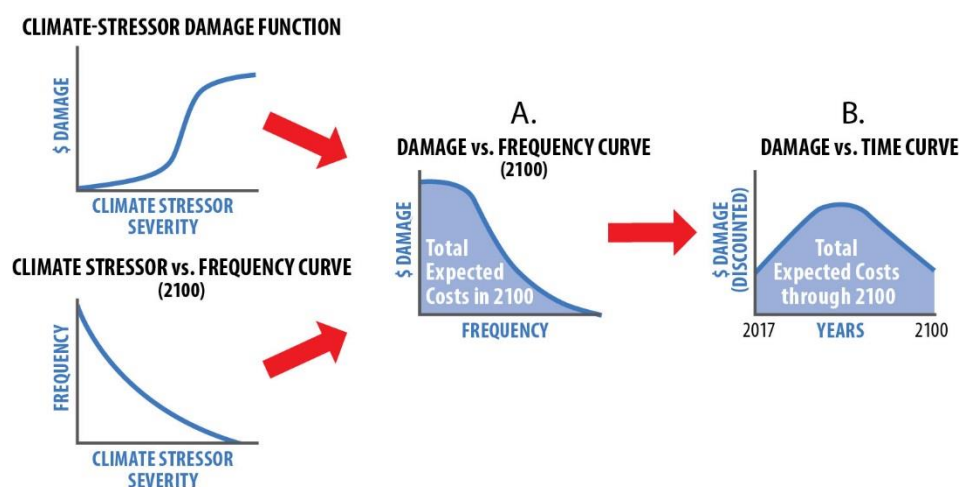 CLIMATE-STRESSOR DAMAGE FUNCTION
$ DAMAGE
CLIMATE STRESSOR
SEVERITY
CLIMATE STRESSOR vs. FREQUENCY CURVE
(2100)
FREQUENCY
CLIMATE STRESSOR
SEVERITY
A.
DAMAGE vs. FREQUENCY CURVE
(2100)
$ DAMAGE
Total
Expected
Costs in 2100
FREQUENCY
B.
DAMAGE vs. TIME CURVE
$ DAMAGE
(DISCOUNTED)
Total
Expected Costs
through 2100
2017
YEARS
2100